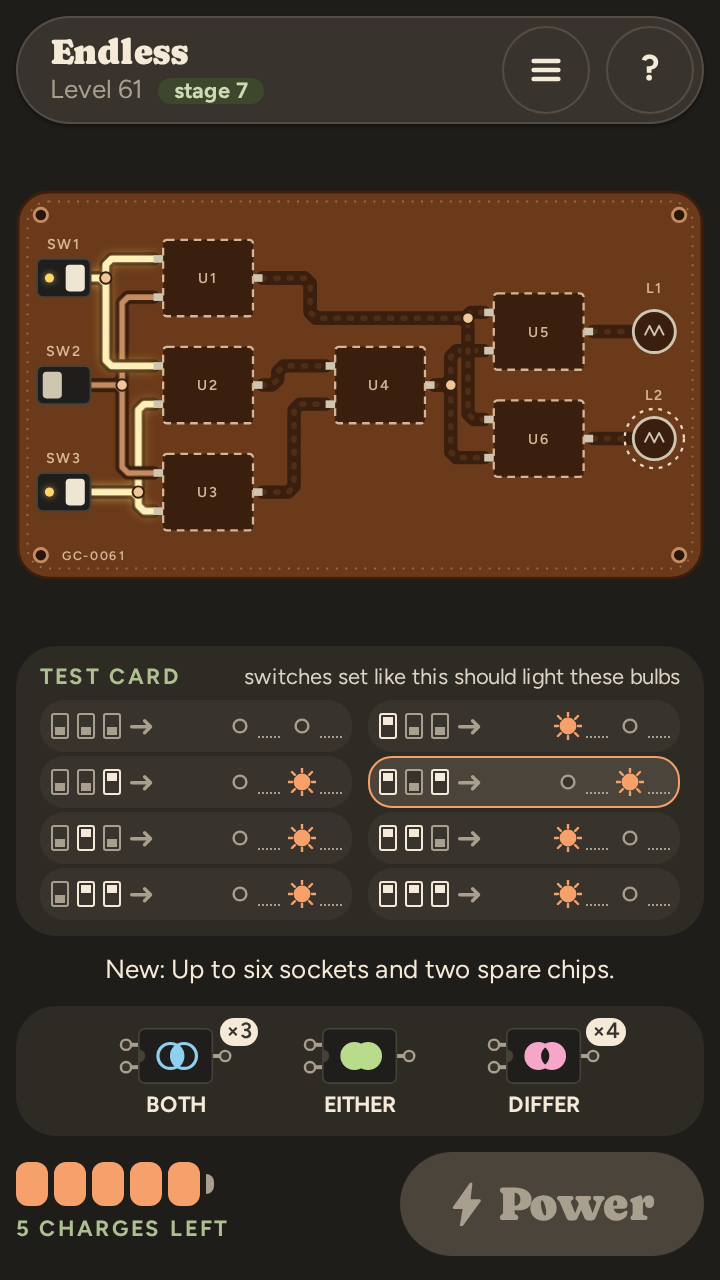 Endless
Level 61 stage 7
?
SW1
SW2
SW3
U1
U2
U3
U4
U5
U6
L1
L2
GC-0061
TEST CARD switches set like this should light these bulbs
New: Up to six sockets and two spare chips.
×3
×4
BOTH EITHER DIFFER
5 CHARGES LEFT
Power